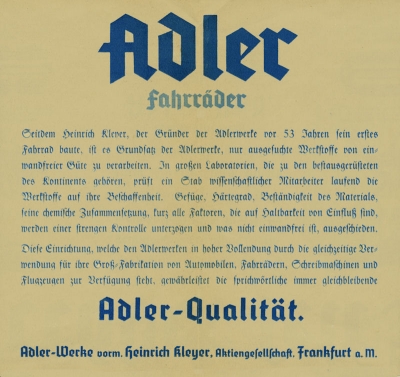 Adler
Fahrräder
Seitdem Heinrich Kleyer, der Gründer der Adlerwerke vor 53 Jahren sein erstes
Fahrrad baute, ist es Grundsatz der Adlerwerke, nur ausgesuchte Werkstoffe von ein-
wandfreier Güte zu verarbeiten. In großen Laboratorien, die zu den bestausgerüsteten
des Kontinents gehören, prüft ein Stab wissenschaftlicher Mitarbeiter laufend die
Werkstoffe auf ihre Beschaffenheit. Gefüge, Härtegrad, Beständigkeit des Materials,
seine chemische Zusammensetzung, kurz alle Faktoren, die auf Haltbarkeit von Einfluß sind,
werden einer strengen Kontrolle unterzogen und was nicht einwandfrei ist, ausgeschieden.
Diese Einrichtung, welche den Adlerwerken in hoher Vollendung durch die gleichzeitige Ver-
wendung für ihre Groß-Fabrikation von Automobilen, Fahrrädern, Schreibmaschinen und
Flugzeugen zur Verfügung steht, gewährleistet die sprichwörtliche immer gleichbleibende
Adler-Qualität.
Adler-Werke vorm. Heinrich Kleyer, Aktiengesellschaft, Frankfurt a. M.